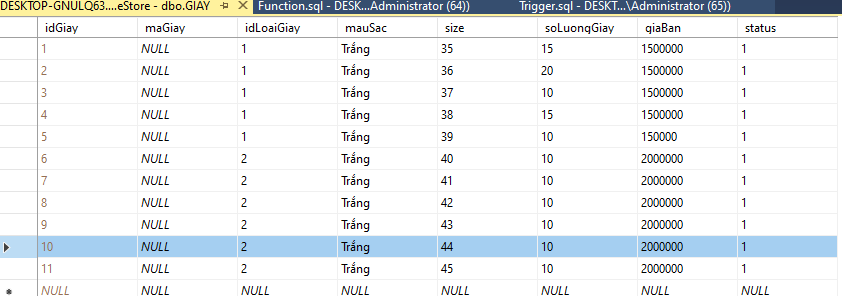 DESKTOP-GNULQ63....eStore - dbo.GIAY Function.sql - DESK...Administrator (64)) Trigger.sql - DESKT...\Administrator (65))
idGiay maGiay idLoaiGiay mauSac size soLuongGiay qiaBan status
1 NULL 1 Trắng 35 15 1500000 1
2 NULL 1 Trắng 36 20 1500000 1
3 NULL 1 Trắng 37 10 1500000 1
4 NULL 1 Trắng 38 15 1500000 1
5 NULL 1 Trắng 39 10 150000 1
6 NULL 2 Trắng 40 10 2000000 1
7 NULL 2 Trắng 41 10 2000000 1
8 NULL 2 Trắng 42 10 2000000 1
9 NULL 2 Trắng 43 10 2000000 1
10 NULL 2 Trắng 44 10 2000000 1
11 NULL 2 Trắng 45 10 2000000 1
NULL NULL NULL NULL NULL NULL NULL NULL